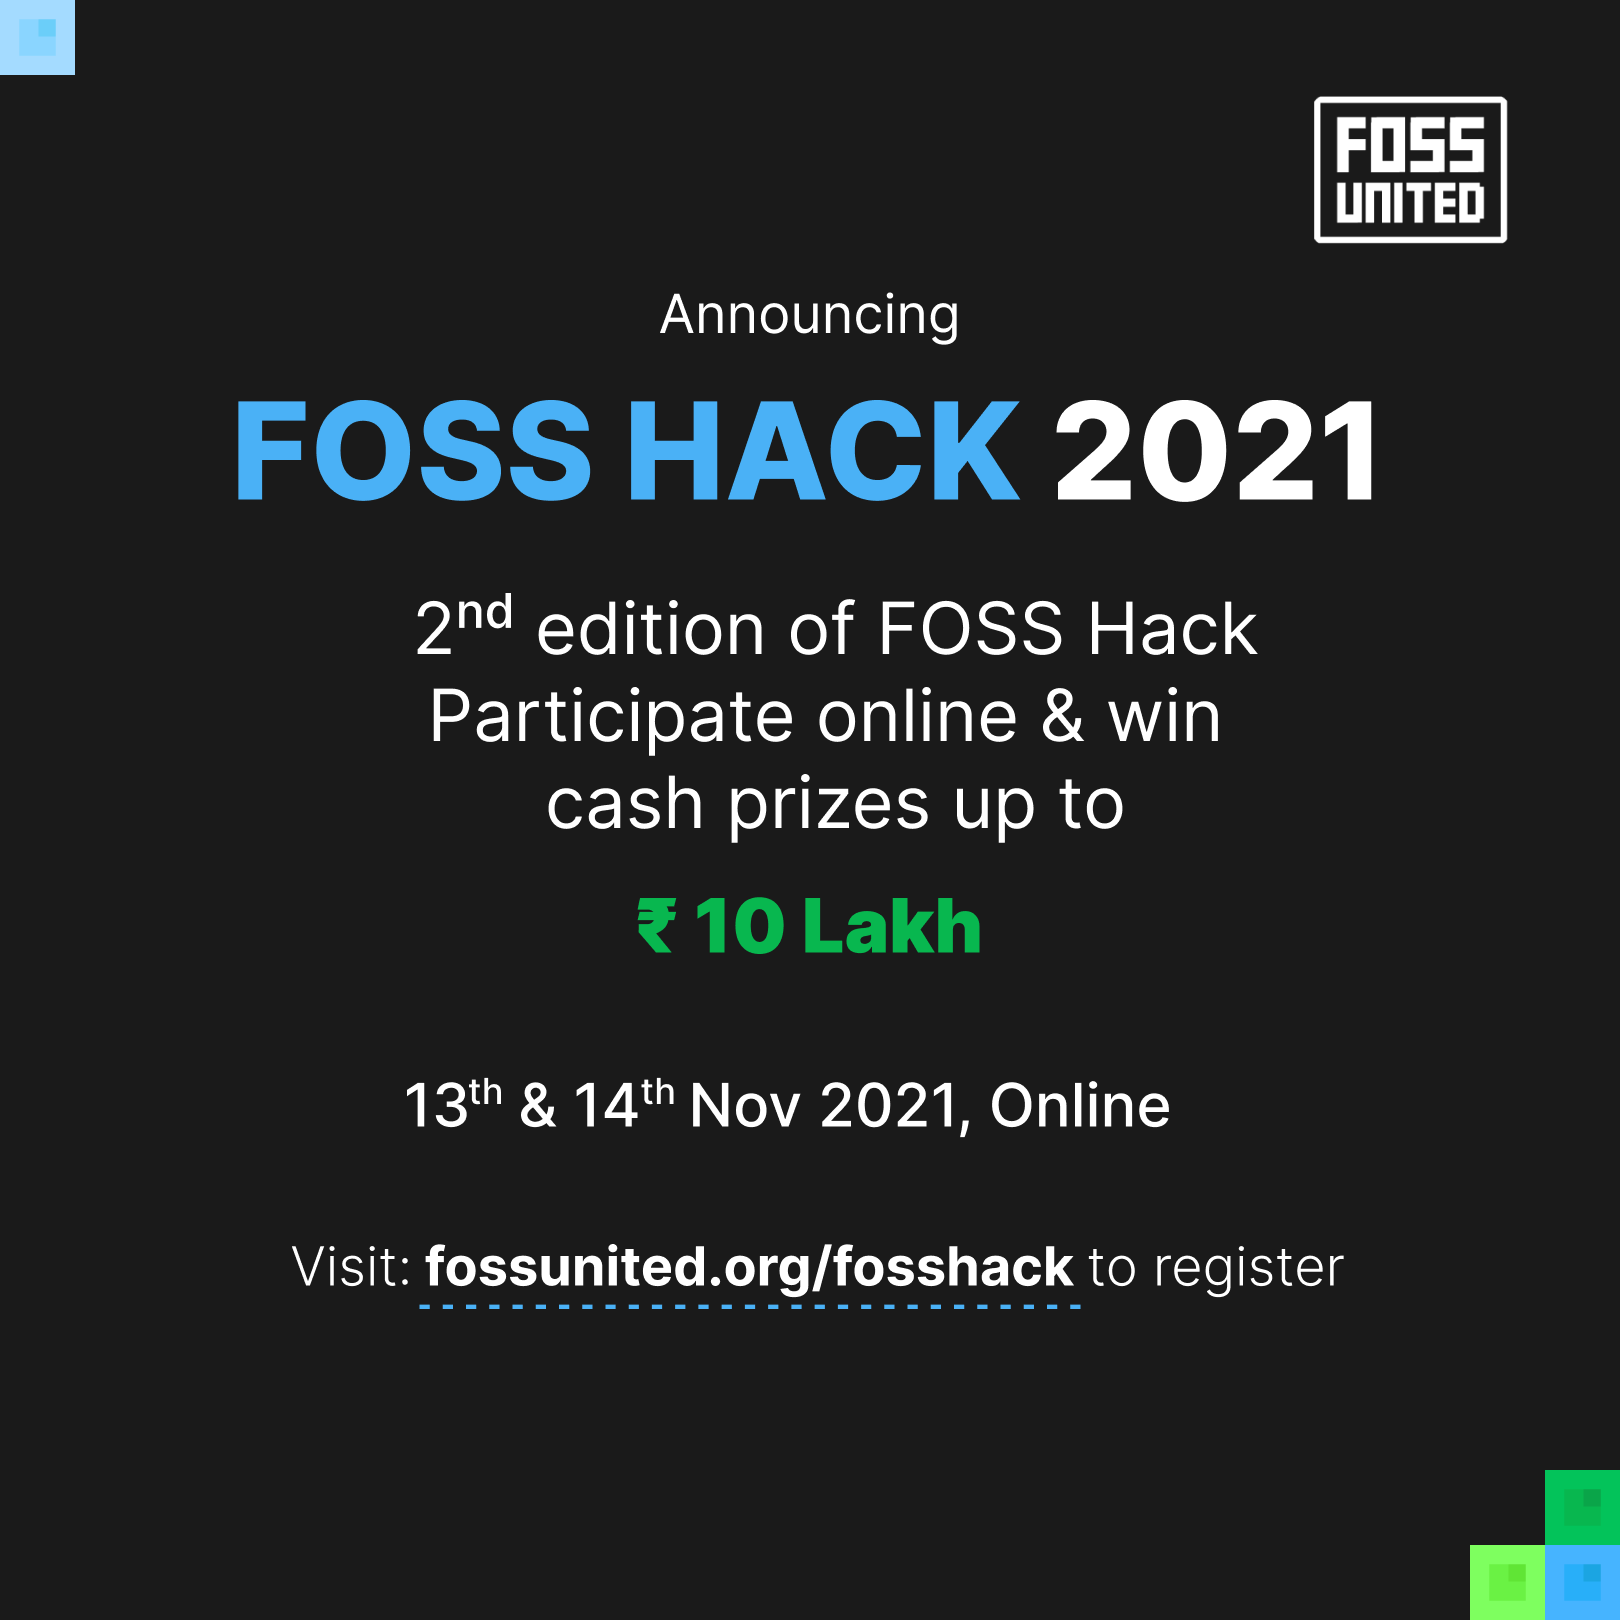 FOSS
UNITED
Announcing
FOSS HACK 2021
2nd edition of FOSS Hack
Participate online & win
cash prizes up to
₹ 10 Lakh
13th & 14th Nov 2021, Online
Visit: fossunited.org/fosshack to register